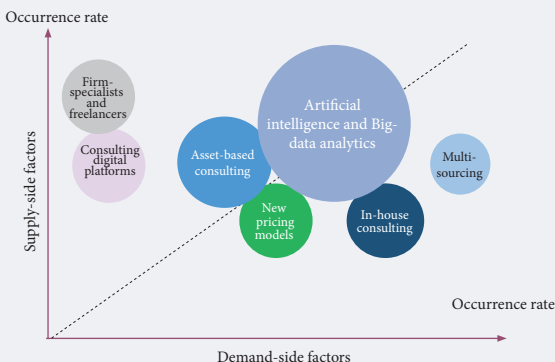 Occurrence rate
Firm-
specialists
and
freelancers
Consulting
digital
platforms
Asset-based
consulting
Artificial
intelligence and Big-
data analytics
Multi-
sourcing
New
pricing
models
In-house
consulting
Supply-side factors
Occurrence rate
Demand-side factors